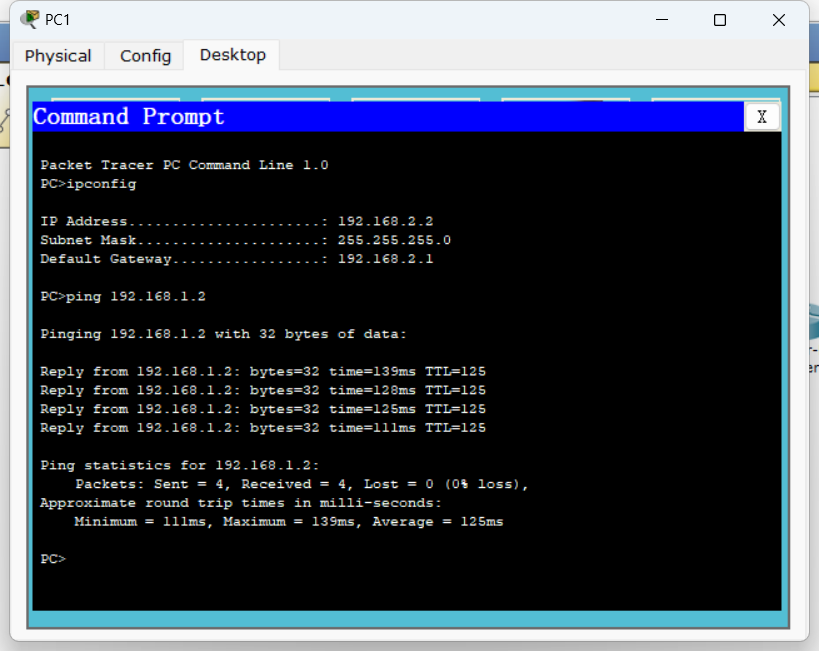 PC1
Physical Config Desktop
Command Prompt
X
Packet Tracer PC Command Line 1.0
PC>ipconfig
IP Address......................: 192.168.2.2
Subnet Mask.....................: 255.255.255.0
Default Gateway.................: 192.168.2.1
PC>ping 192.168.1.2
Pinging 192.168.1.2 with 32 bytes of data:
Reply from 192.168.1.2: bytes=32 time=139ms TTL=125
Reply from 192.168.1.2: bytes=32 time=128ms TTL=125
Reply from 192.168.1.2: bytes=32 time=125ms TTL=125
Reply from 192.168.1.2: bytes=32 time=111ms TTL=125
Ping statistics for 192.168.1.2:
Packets: Sent = 4, Received = 4, Lost = 0 (0% loss),
Approximate round trip times in milli-seconds:
Minimum = 111ms, Maximum = 139ms, Average = 125ms
PC>